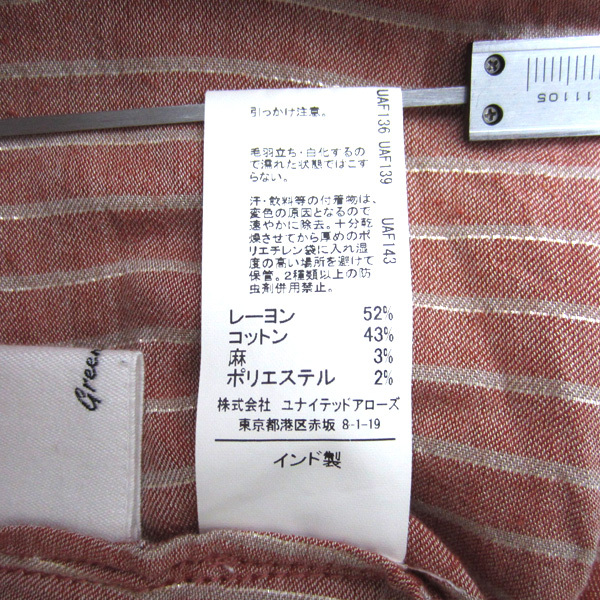 引っかけ注意。
毛羽立ち・白化するの
で濡れた状態ではこす
らない。
汗・飲料等の付着物は、
変色の原因となるので
速やかに除去。十分乾
燥させてから厚めのポ
リエチレン袋に入れ湿
度の高い場所を避けて
保管。2種類以上の防
虫剤併用禁止。
UAF136 UAF139 UAF143
レーヨン 52%
コットン 43%
麻 3%
ポリエステル 2%
株式会社 ユナイテッドアローズ
東京都港区赤坂 8-1-19
インド製
Green
11105